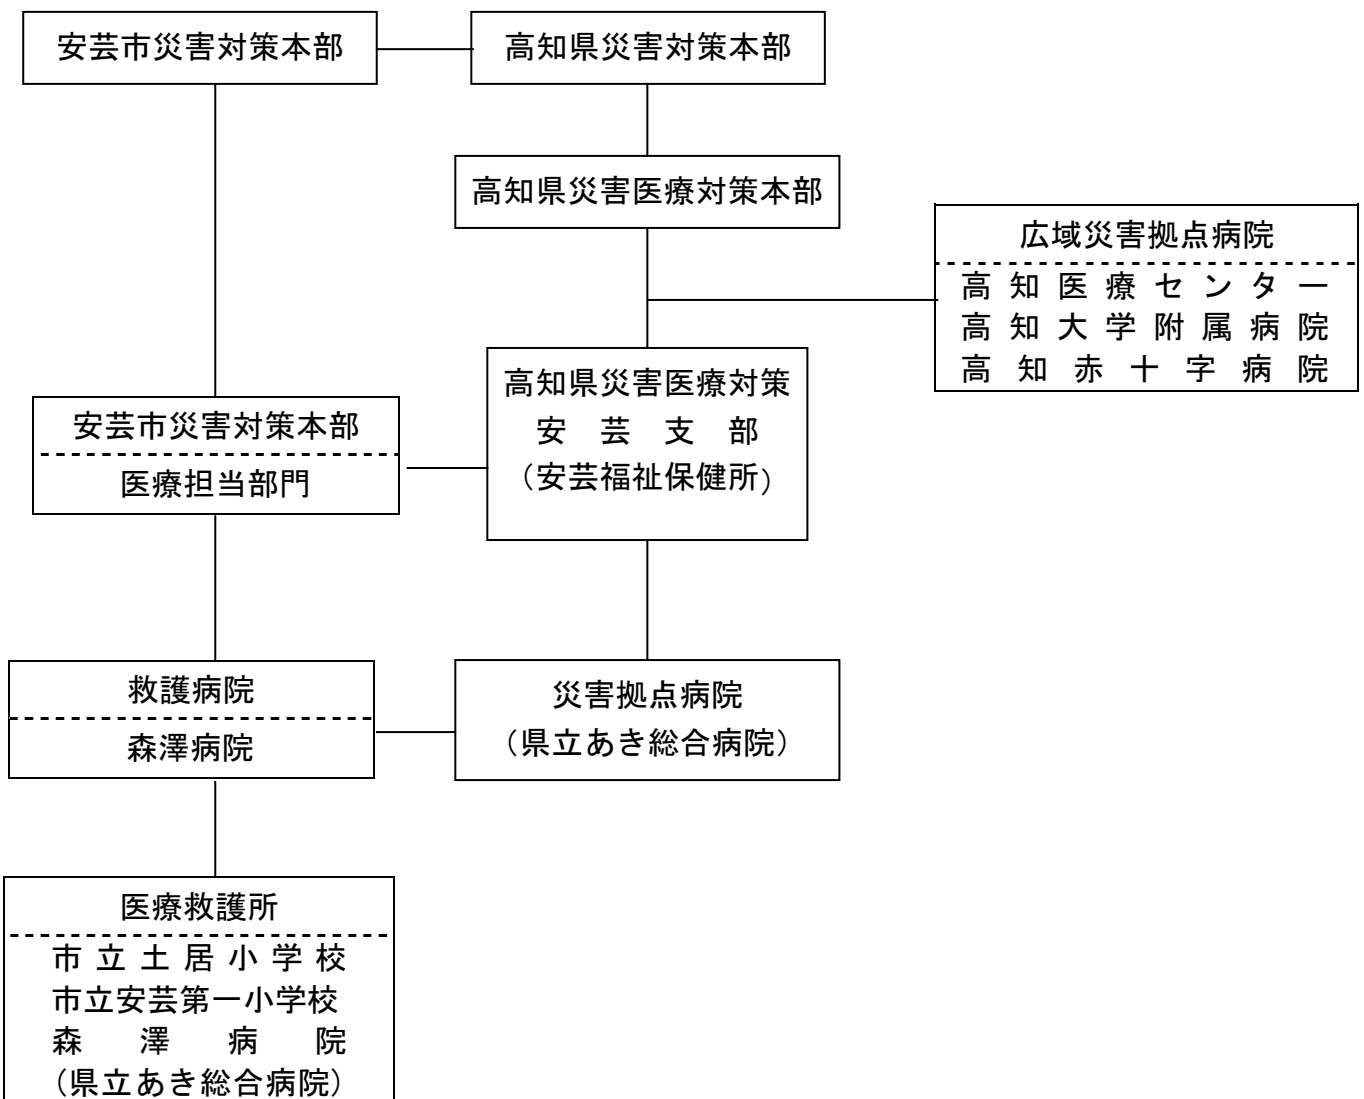 安芸市災害対策本部
高知県災害対策本部
高知県災害医療対策本部
広域災害拠点病院
高知医療センター
高知大学附属病院
高知赤十字病院
高知県災害医療対策
安芸支部
（安芸福祉保健所）
安芸市災害対策本部
医療担当部門
救護病院
森澤病院
災害拠点病院
（県立あき総合病院）
医療救護所
市立土居小学校
市立安芸第一小学校
森澤病院
（県立あき総合病院）